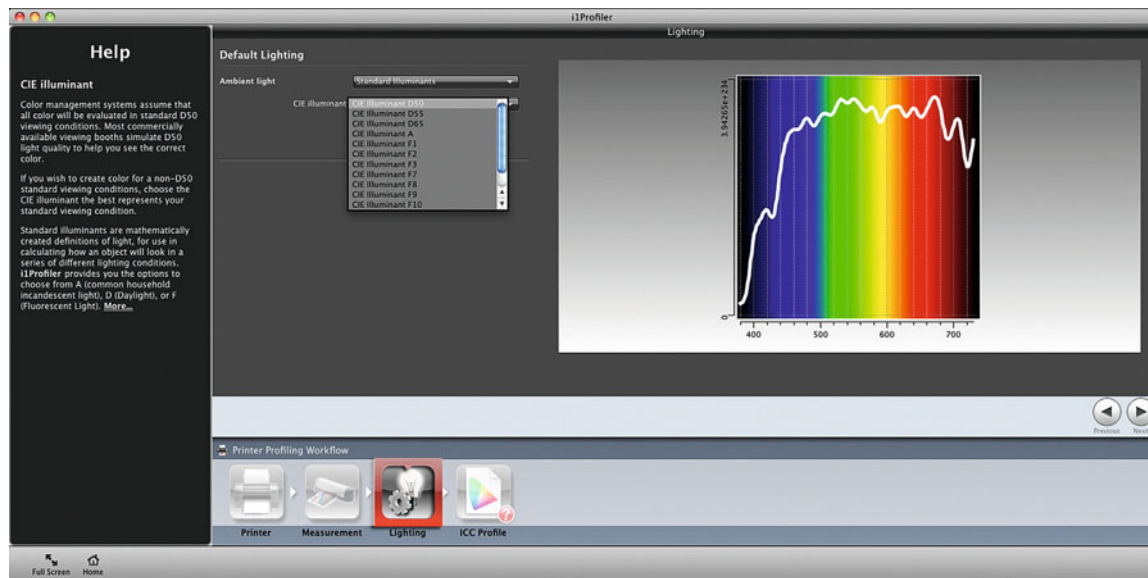 i1Profiler
Lighting
Help
CIE illuminant
Color management systems assume that
all color will be evaluated in standard D50
viewing conditions. Most commercially
available viewing booths simulate D50
light quality to help you see the correct
color.
If you wish to create color for a non-D50
standard viewing conditions, choose the
CIE illuminant the best represents your
standard viewing condition.
Standard illuminants are mathematically
created definitions of light, for use in
calculating how an object will look in a
series of different lighting conditions.
i1Profiler provides you the options to
choose from A (common household
incandescent light), D (Daylight), or F
(Fluorescent Light). More...
Default Lighting
Ambient light
Standard Illuminants
CIE illuminant
CIE Illuminant D50
CIE Illuminant D55
CIE Illuminant D65
CIE Illuminant A
CIE Illuminant F1
CIE Illuminant F2
CIE Illuminant F3
CIE Illuminant F7
CIE Illuminant F8
CIE Illuminant F9
CIE Illuminant F10
3.94265e+234
0
400 500 600 700
Previous Next
Printer Profiling Workflow
Printer Measurement Lighting ICC Profile
?
Full Screen Home